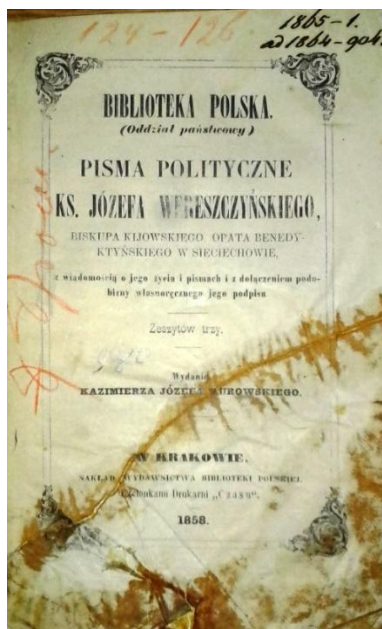 124-126
1865-1.
ad 1864-
BIBLIOTEKA POLSKA.
(Oddział państwowy)
PISMA POLITYCZNE
KS. JÓZEFA WERESZCZYŃSKIEGO,
BISKUPA KIJOWSKIEGO, OPATA BENEDY-
KTYŃSKIEGO W SIECIECHOWIE,
z wiadomością o jego życiu i pismach i z dołączeniem podo-
bizny własnoręcznego jego podpisu
Zeszytów trzy.
Wydanie
KAZIMIERZA JÓZEFA TUROWSKIEGO.
W KRAKOWIE.
NAKŁAD WYDAWNICTWA BIBLIOTEKI POLSKIEJ.
Czcionkami Drukarni „Czasu“.
1858.